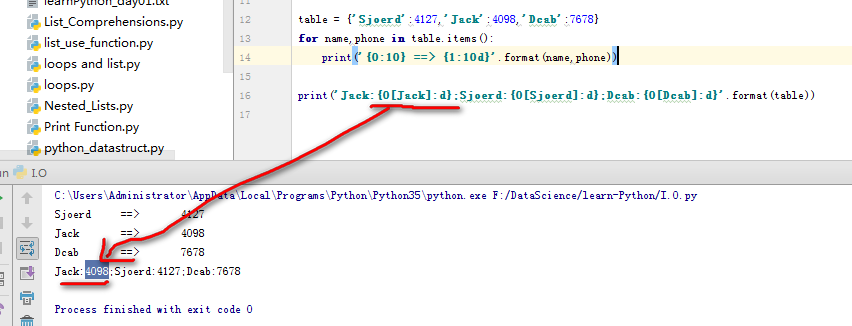 learnPython_day01.txt
List_Comprehensions.py
list_use_function.py
loops and list.py
loops.py
Nested_Lists.py
Print Function.py
python_datastruct.py
12 table = {'Sjoerd':4127,'Jack':4098,'Dcab':7678}
13 for name,phone in table.items():
14 print('{0:10} ==> {1:10d}'.format(name,phone))
15
16 print('Jack:{0[Jack]:d};Sjoerd:{0[Sjoerd]:d};Dcab:{0[Dcab]:d}'.format(table))
17
un I.O
C:\Users\Administrator\AppData\Local\Programs\Python\Python35\python.exe F:/DataScience/learn-Python/I.O.py
Sjoerd ==> 4127
Jack ==> 4098
Dcab ==> 7678
Jack:4098;Sjoerd:4127;Dcab:7678
Process finished with exit code 0